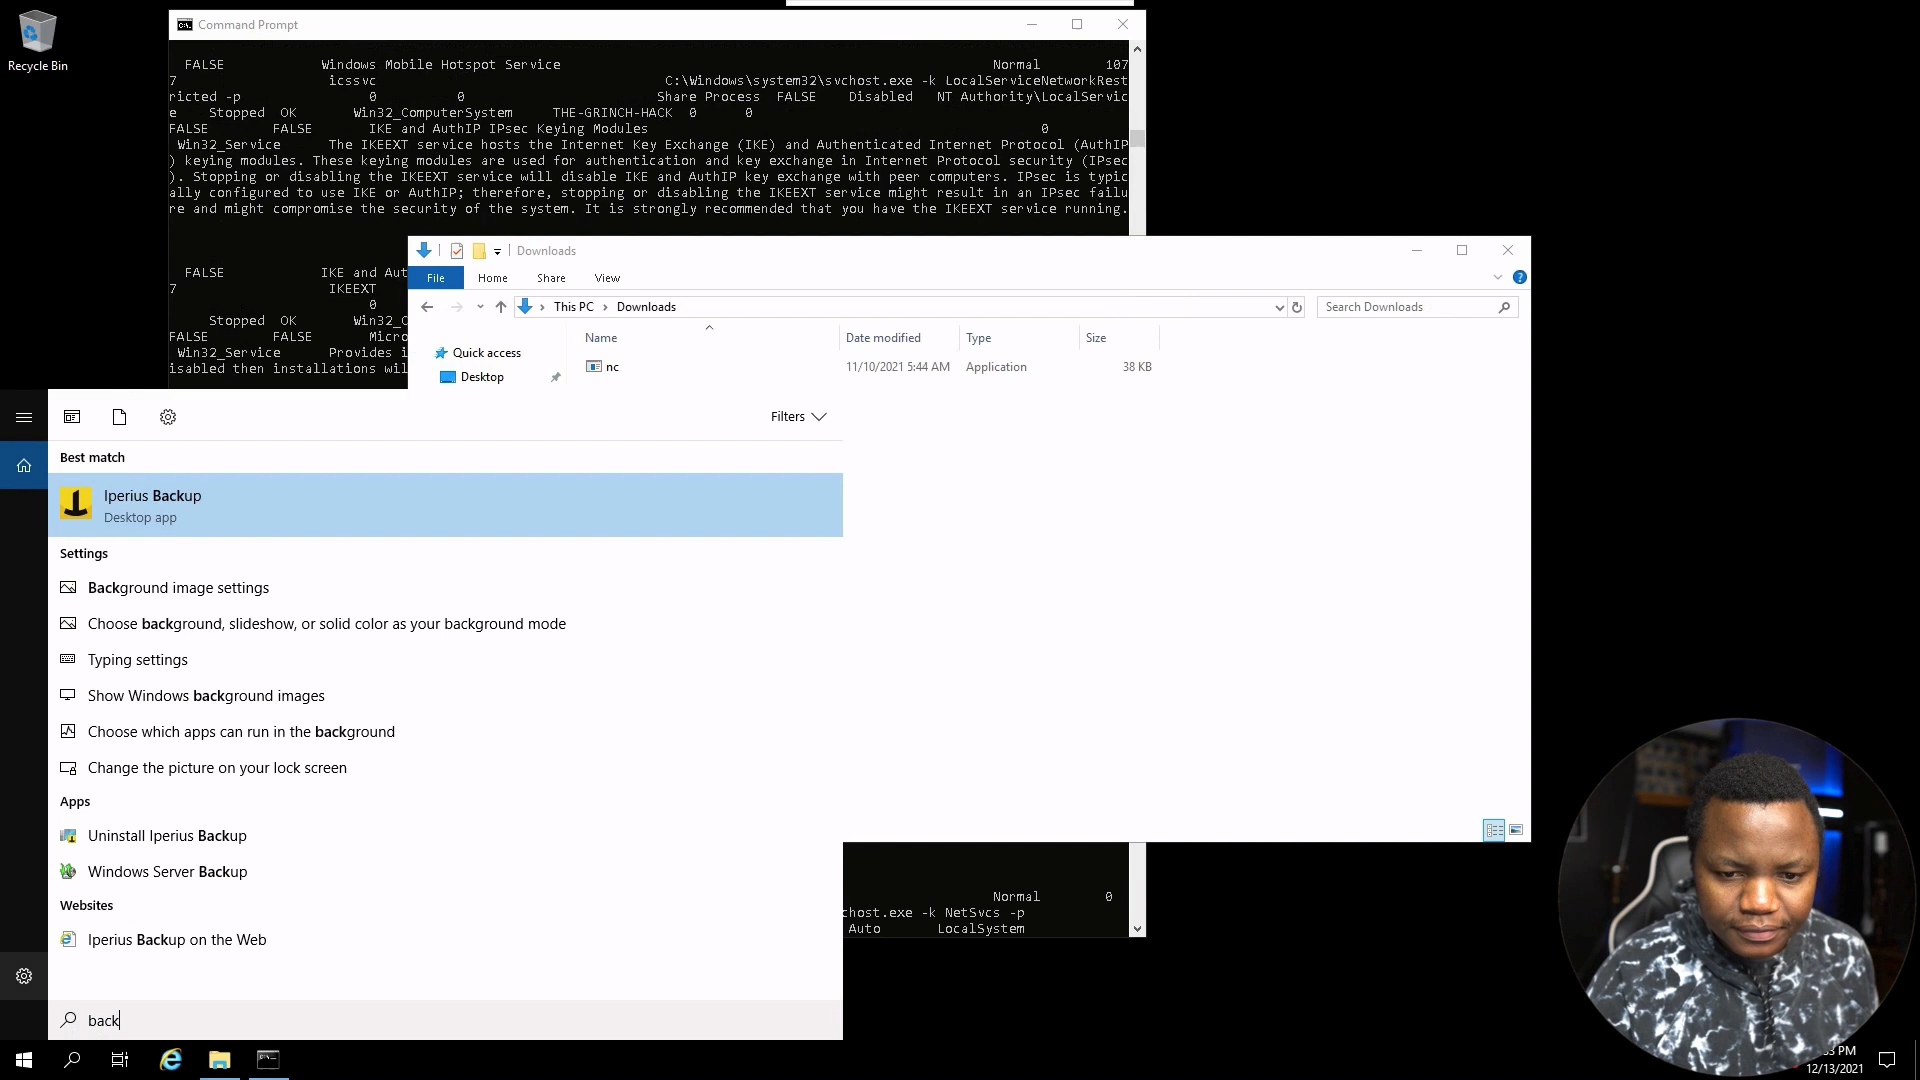 Recycle Bin
Command Prompt
FALSE Windows Mobile Hotspot Service Normal 107
7 icssvc C:\Windows\system32\svchost.exe -k LocalServiceNetworkRest
ricted -p 0 0 Share Process FALSE Disabled NT Authority\LocalServic
e Stopped OK Win32_ComputerSystem THE-GRINCH-HACK 0 0
FALSE FALSE IKE and AuthIP IPsec Keying Modules 0
Win32_Service The IKEEXT service hosts the Internet Key Exchange (IKE) and Authenticated Internet Protocol (AuthIP
) keying modules. These keying modules are used for authentication and key exchange in Internet Protocol security (IPsec
). Stopping or disabling the IKEEXT service will disable IKE and AuthIP key exchange with peer computers. IPsec is typic
ally configured to use IKE or AuthIP; therefore, stopping or disabling the IKEEXT service might result in an IPsec failu
re and might compromise the security of the system. It is strongly recommended that you have the IKEEXT service running.
FALSE IKE and Aut
7 IKEEXT
0
Stopped OK Win32_C
FALSE FALSE Micro
Win32_Service Provides i
isabled then installations wil
Downloads
File Home Share View
This PC Downloads
Search Downloads
Name Date modified Type Size
Quick access
nc 11/10/2021 5:44 AM Application 38 KB
Desktop
Filters
Best match
Iperius Backup
Desktop app
Settings
Background image settings
Choose background, slideshow, or solid color as your background mode
Typing settings
Show Windows background images
Choose which apps can run in the background
Change the picture on your lock screen
Apps
Uninstall Iperius Backup
Windows Server Backup
Websites
Iperius Backup on the Web
back
Normal 0
chost.exe -k NetSvcs -p
Auto LocalSystem
PM
12/13/2021